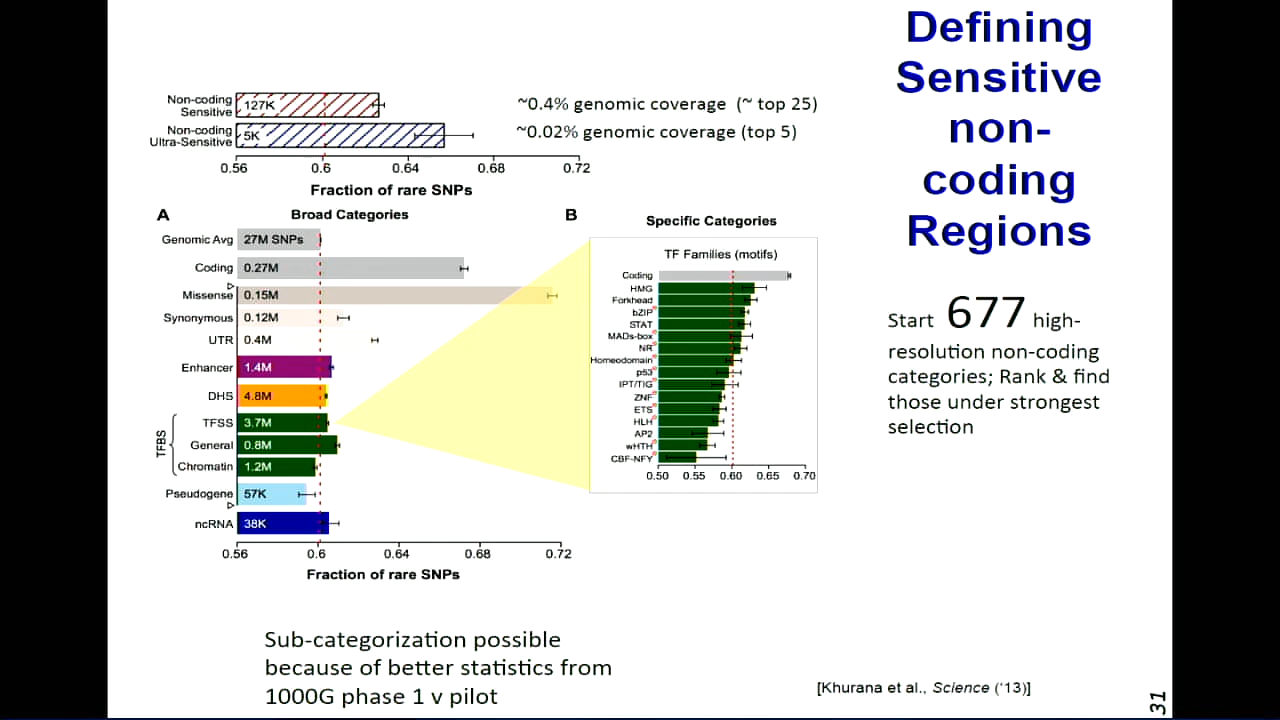 Defining
Sensitive
non-
coding
Regions
Non-coding
Sensitive
127K
~0.4% genomic coverage (~ top 25)
Non-coding
Ultra-Sensitive
5K
~0.02% genomic coverage (top 5)
0.56 0.6 0.64 0.68 0.72
Fraction of rare SNPs
A
Broad Categories
Genomic Avg 27M SNPs
Coding 0.27M
Missense 0.15M
Synonymous 0.12M
UTR 0.4M
Enhancer 1.4M
DHS 4.8M
TFBS
TFSS 3.7M
General 0.8M
Chromatin 1.2M
Pseudogene 57K
ncRNA 38K
0.56 0.6 0.64 0.68 0.72
Fraction of rare SNPs
B
Specific Categories
TF Families (motifs)
Coding
HMG
Forkhead
bZIP
STAT
MADs-box
NR
Homeodomain
p53
IPT/TIG
ZNF
ETS
HLH
AP2
wHTH
CBF-NFY
0.50 0.55 0.60 0.65 0.70
Start 677 high-
resolution non-coding
categories; Rank & find
those under strongest
selection
Sub-categorization possible
because of better statistics from
1000G phase 1 v pilot
[Khurana et al., Science ('13)]
31